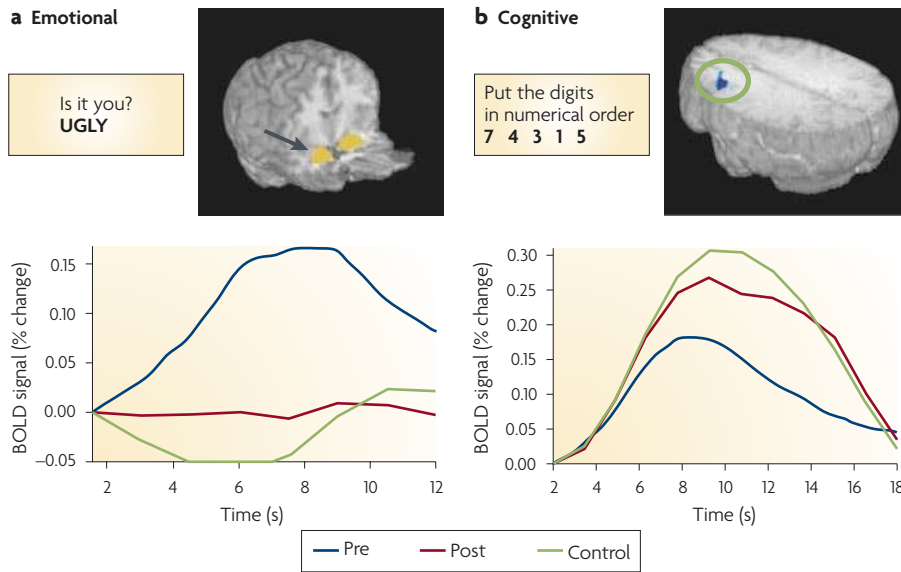 a Emotional
Is it you?
UGLY
BOLD signal (% change)
0.15
0.10
0.05
0.00
–0.05
2 4 6 8 10 12
Time (s)
b Cognitive
Put the digits
in numerical order
7 4 3 1 5
BOLD signal (% change)
0.30
0.25
0.20
0.15
0.10
0.05
0.00
2 4 6 8 10 12 14 16 18
Time (s)
Pre Post Control